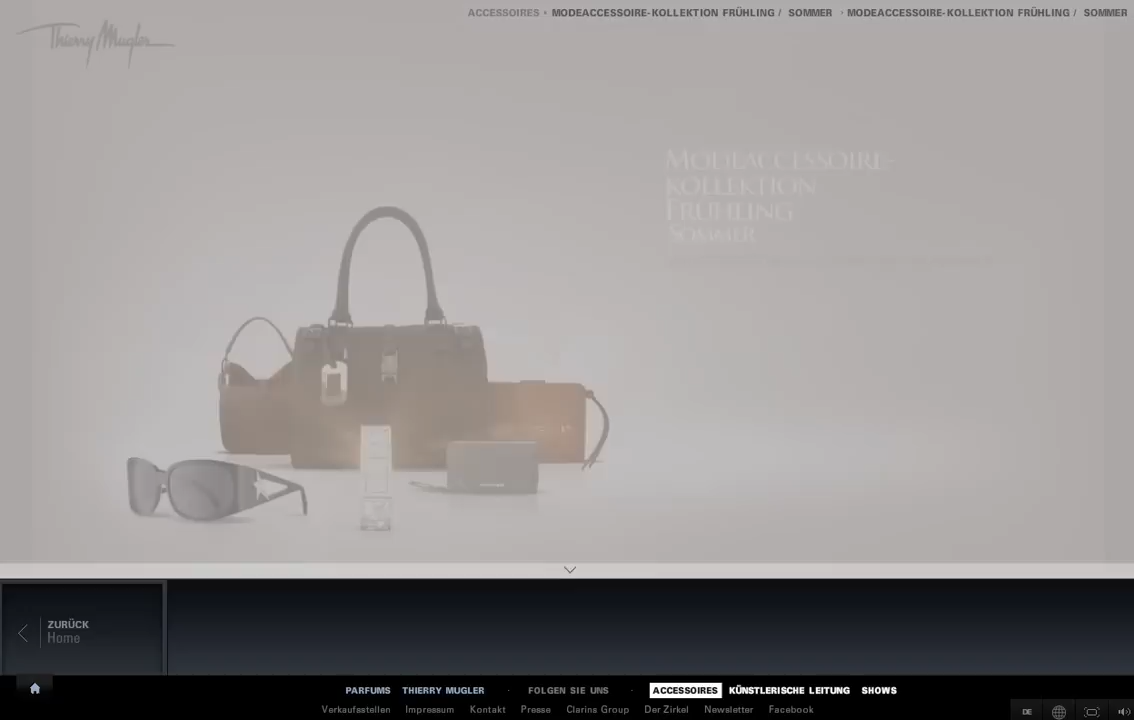 ACCESSOIRES • MODEACCESSOIRE-KOLLEKTION FRÜHLING / SOMMER · MODEACCESSOIRE-KOLLEKTION FRÜHLING / SOMMER
Thierry Mugler
MODEACCESSOIRE-
KOLLEKTION
FRÜHLING
SOMMER
ZURÜCK
Home
PARFUMS THIERRY MUGLER · FOLGEN SIE UNS · ACCESSOIRES KÜNSTLERISCHE LEITUNG SHOWS
Verkaufsstellen Impressum Kontakt Presse Clarins Group Der Zirkel Newsletter Facebook
DE